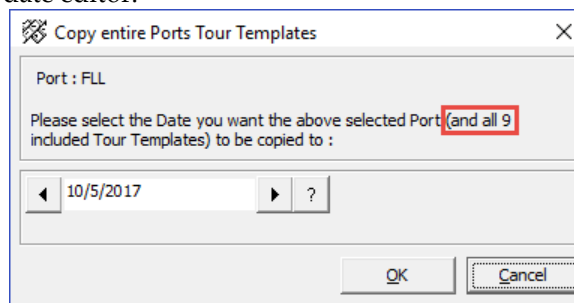 date editor.
Copy entire Ports Tour Templates
Port : FLL
Please select the Date you want the above selected Port (and all 9
included Tour Templates) to be copied to :
10/5/2017 ?
OK Cancel